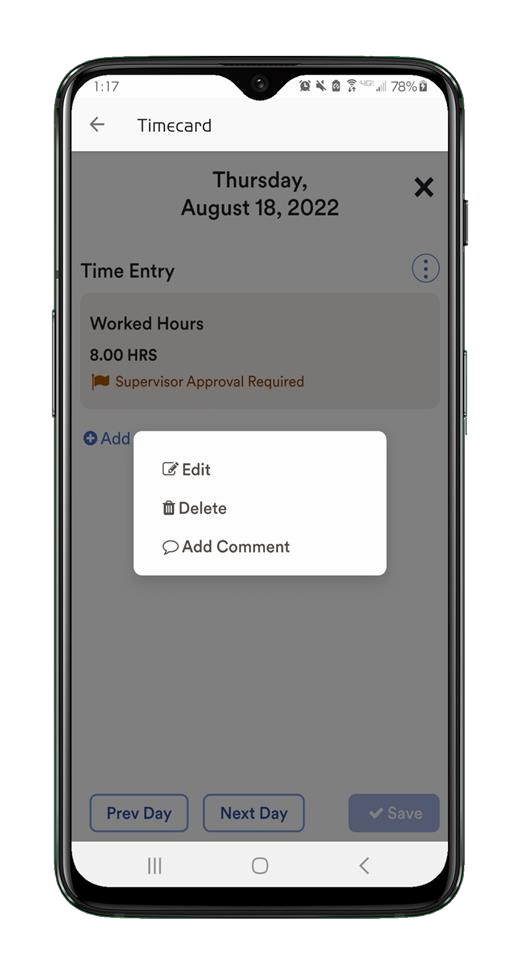 1:17
4GE
78%
Timecard
Thursday,
August 18, 2022
Time Entry
Worked Hours
8.00 HRS
Supervisor Approval Required
Add
Edit
Delete
Add Comment
Prev Day
Next Day
Save